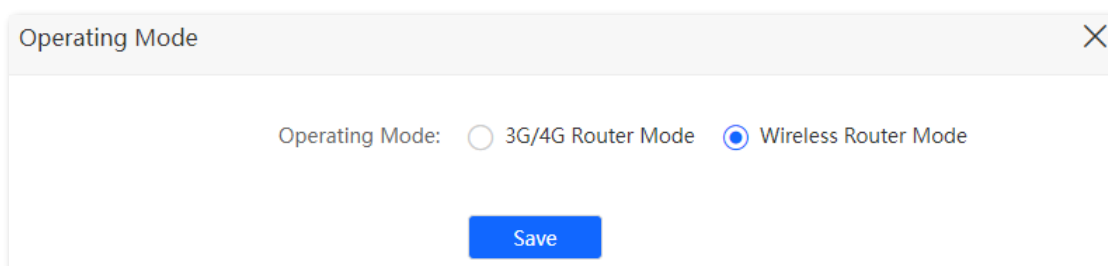 Operating Mode
Operating Mode: 3G/4G Router Mode Wireless Router Mode
Save